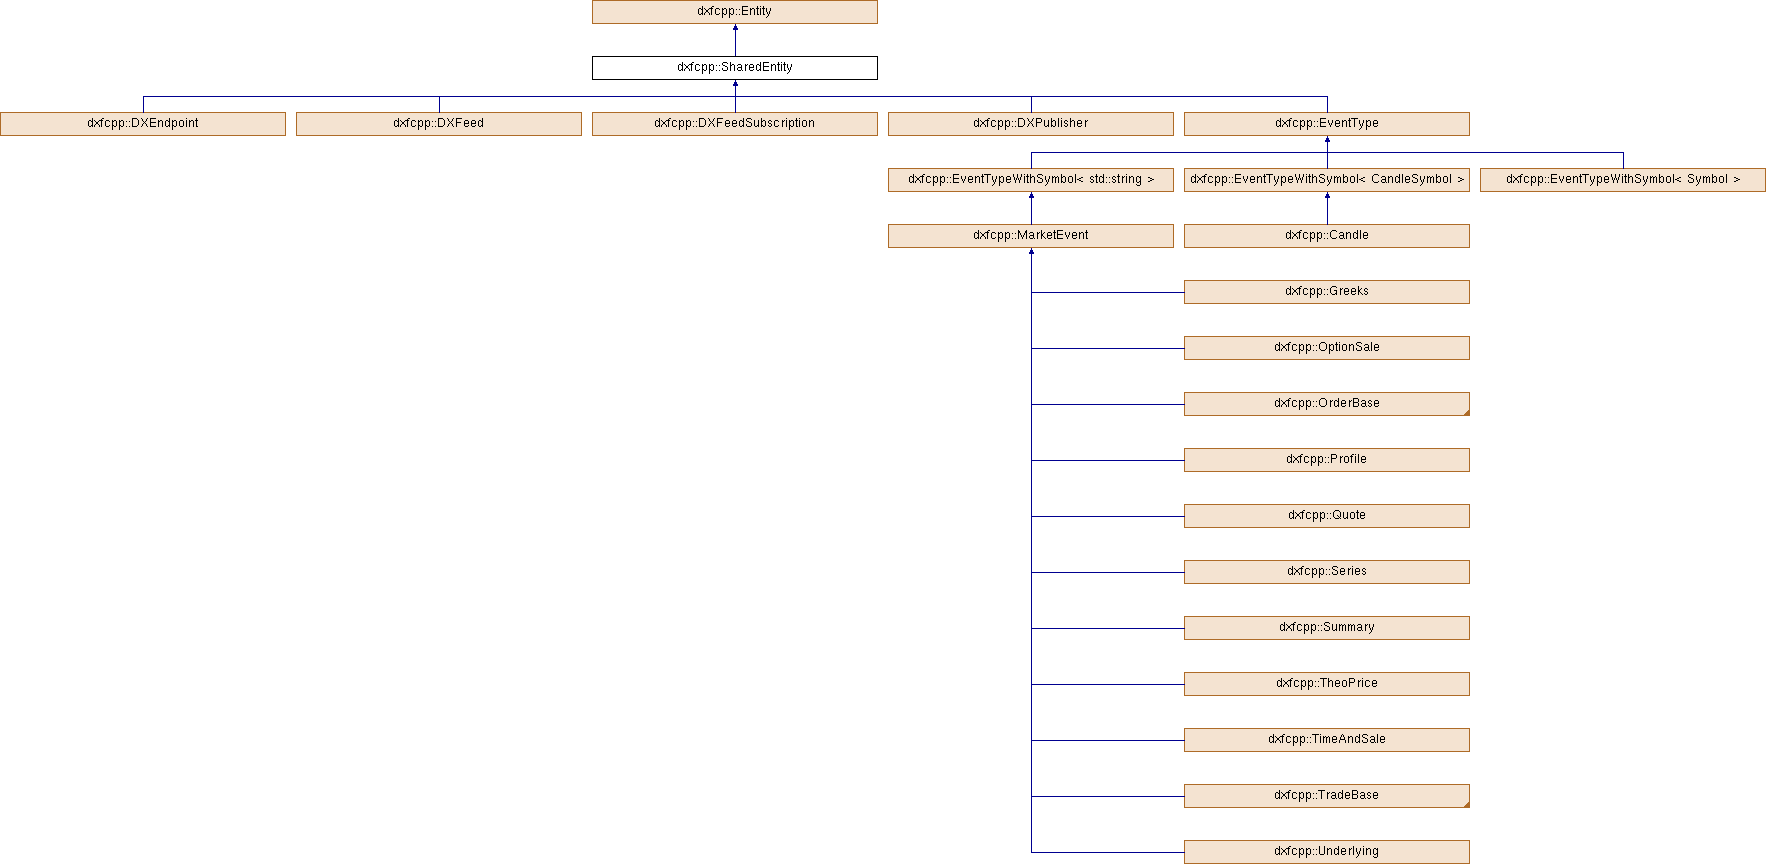 dxfcpp::Entity
dxfcpp::SharedEntity
dxfcpp::DXEndpoint
dxfcpp::DXFeed
dxfcpp::DXFeedSubscription
dxfcpp::DXPublisher
dxfcpp::EventType
dxfcpp::EventTypeWithSymbol< std::string >
dxfcpp::EventTypeWithSymbol< CandleSymbol >
dxfcpp::EventTypeWithSymbol< Symbol >
dxfcpp::MarketEvent
dxfcpp::Candle
dxfcpp::Greeks
dxfcpp::OptionSale
dxfcpp::OrderBase
dxfcpp::Profile
dxfcpp::Quote
dxfcpp::Series
dxfcpp::Summary
dxfcpp::TheoPrice
dxfcpp::TimeAndSale
dxfcpp::TradeBase
dxfcpp::Underlying